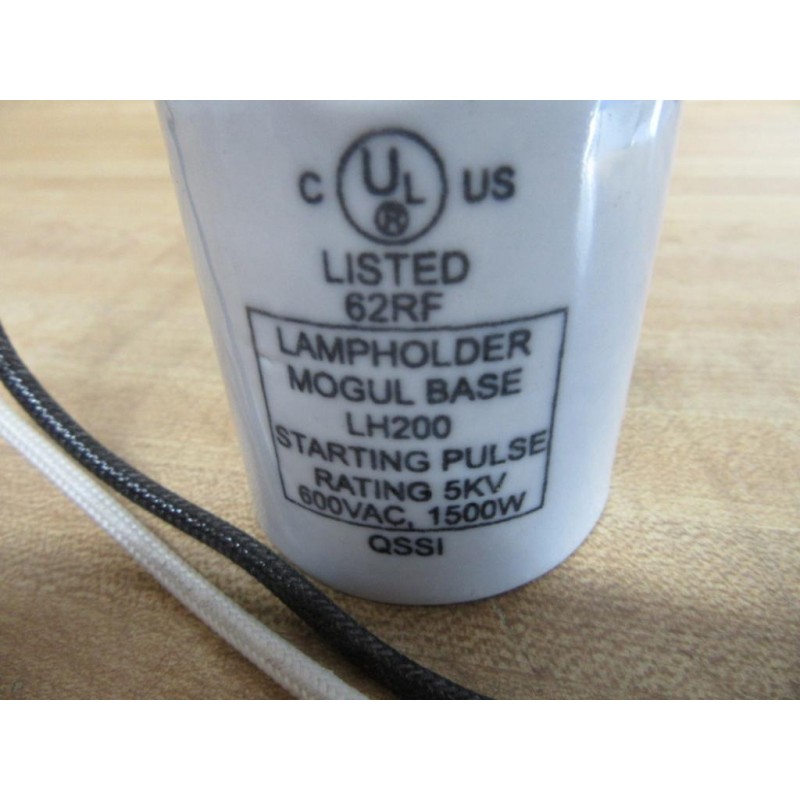 C UL US
®
LISTED
62RF
LAMPHOLDER
MOGUL BASE
LH200
STARTING PULSE
RATING 5KV
600VAC, 1500W
QSSI